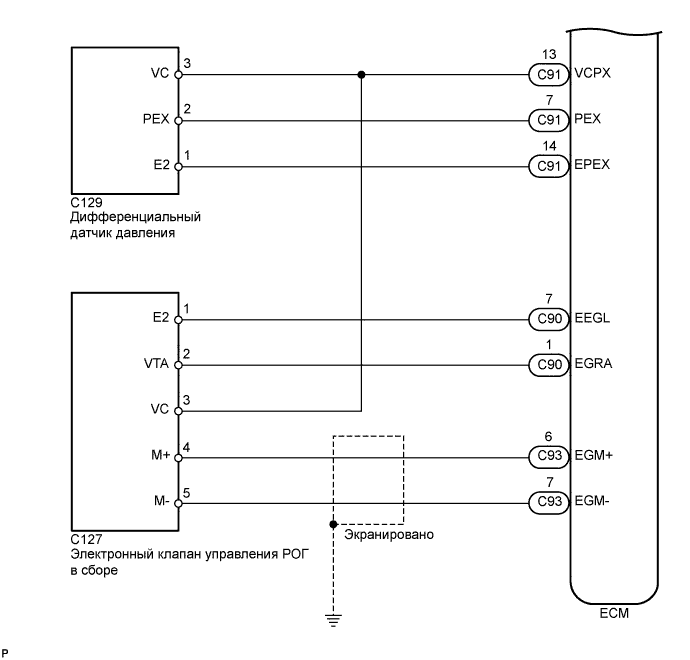 VC 3 13 C91 VCPX
PEX 2 7 C91 PEX
E2 1 14 C91 EPEX
C129
Дифференциальный
датчик давления
E2 1 7 C90 EEGL
VTA 2 1 C90 EGRA
VC 3
M+ 4 6 C93 EGM+
M- 5 7 C93 EGM-
Экранировано
C127
Электронный клапан управления РОГ
в сборе
ECM
P